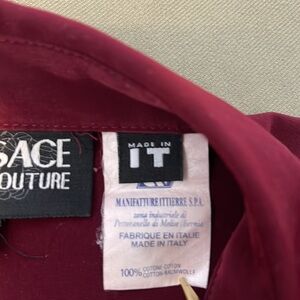 SACE
OUTURE
MADE IN
IT
MANIFATTURE ITTIERRE S.P.A.
zona industriale di
Pettoranello di Molise (Isernia)
FABRIQUE EN ITALIE
MADE IN ITALY
100% COTONE-COTTON
COTTON-BAUMWOLLE